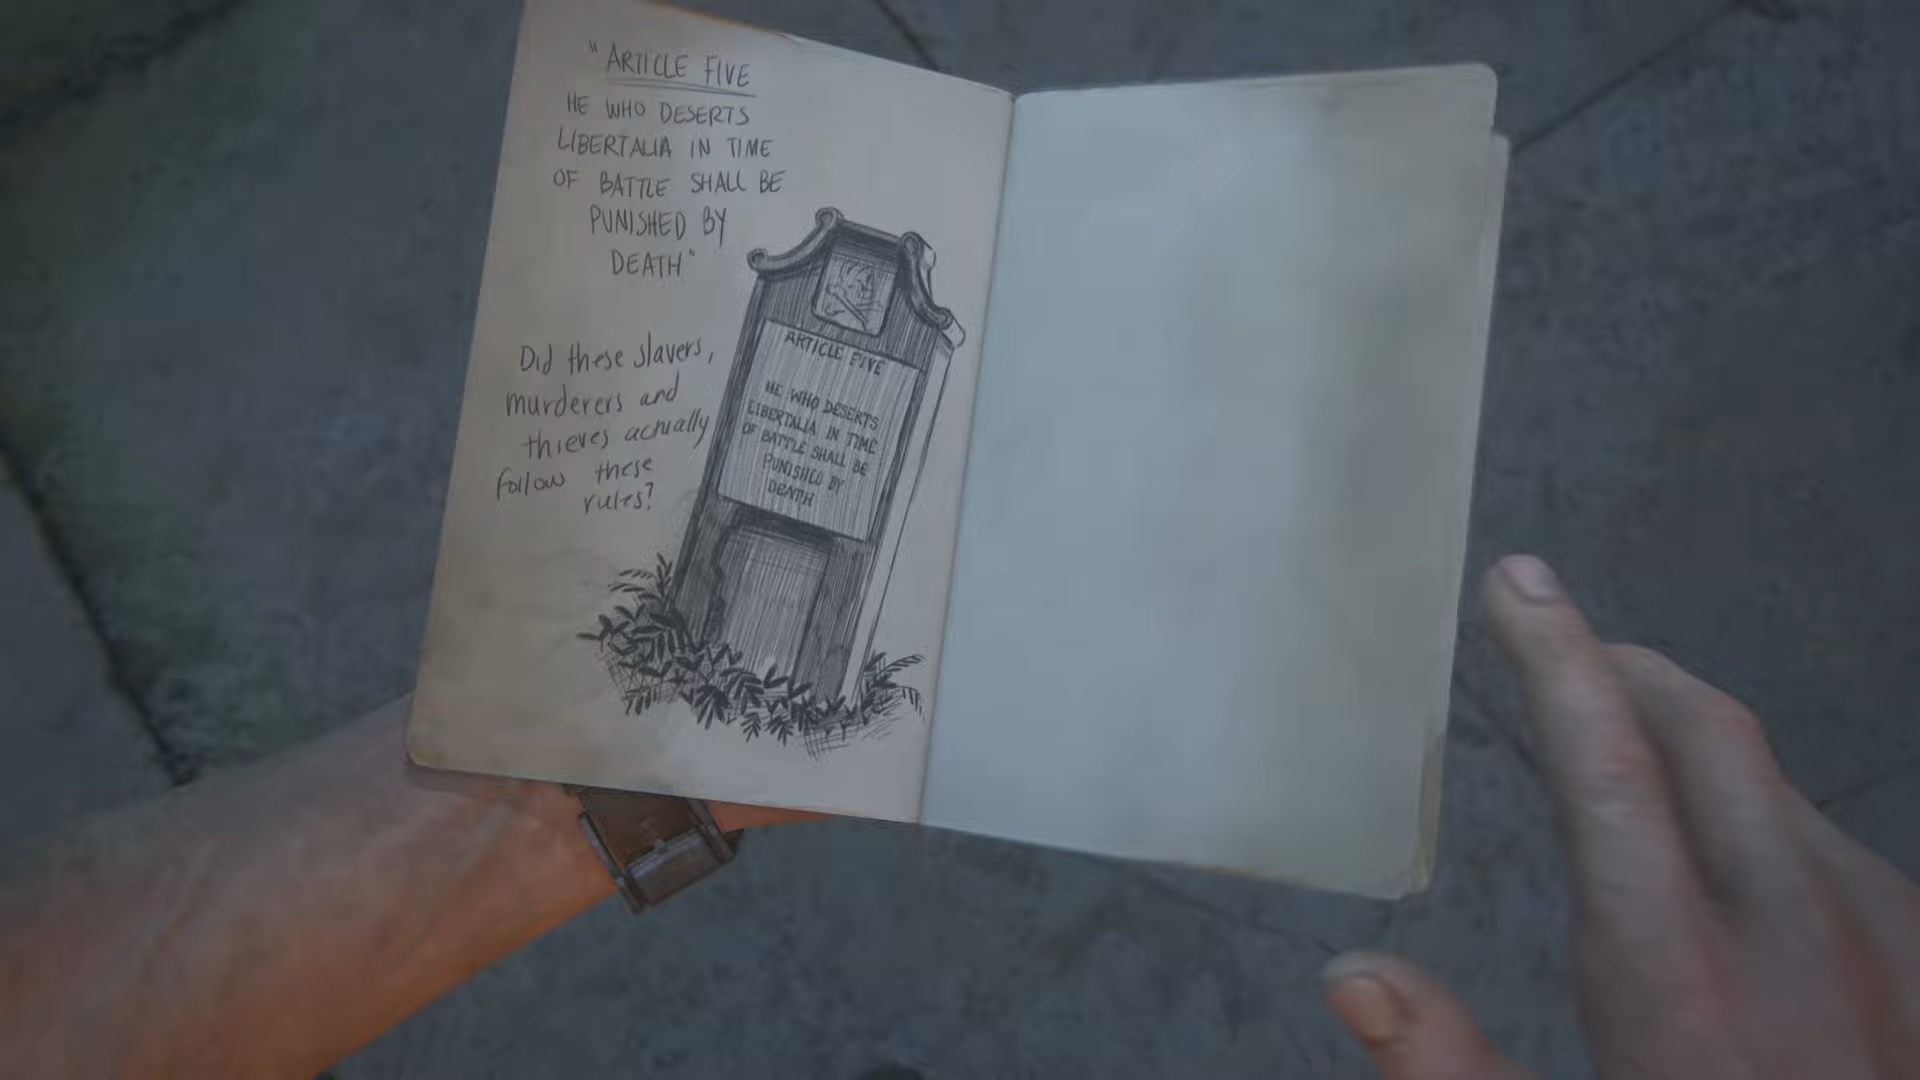 "ARTICLE FIVE
HE WHO DESERTS
LIBERTALIA IN TIME
OF BATTLE SHALL BE
PUNISHED BY
DEATH"
Did these slavers,
murderers and
thieves actually
follow these
rules?
ARTICLE FIVE
HE WHO DESERTS
LIBERTALIA IN TIME
OF BATTLE SHALL BE
PUNISHED BY
DEATH